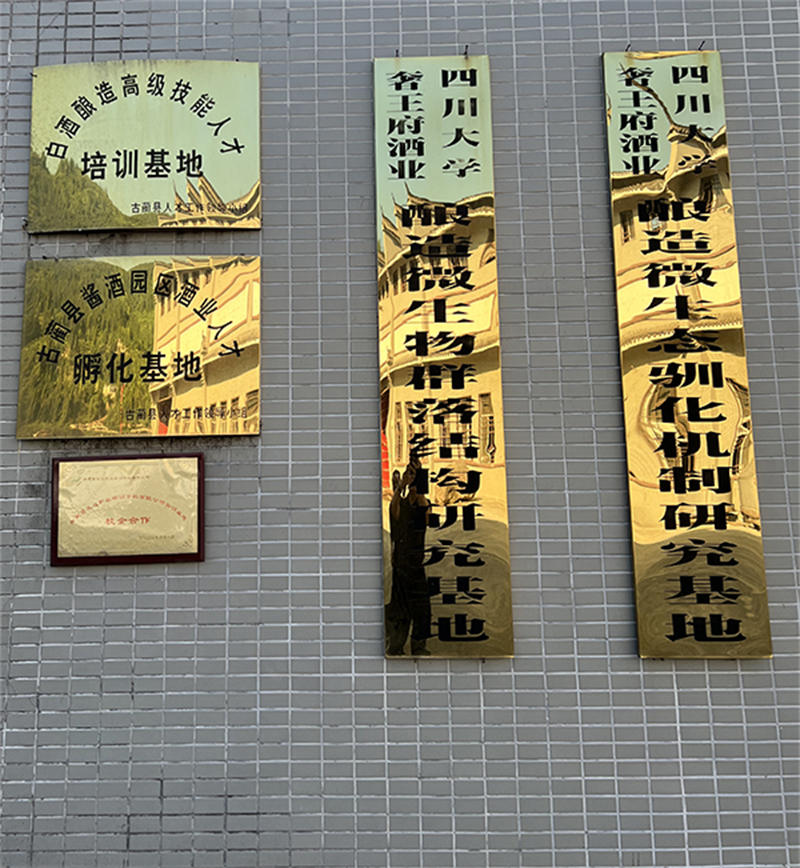 白酒酿造高级技能人才
培训基地
古蔺县人才工作领导小组
古蔺县酱酒园区酒业人才
孵化基地
古蔺县人才工作领导小组
校企合作
四川大学
奢王府酒业
酿造微生物群落结构研究基地
四川大学
奢王府酒业
酿造微生态驯化机制研究基地